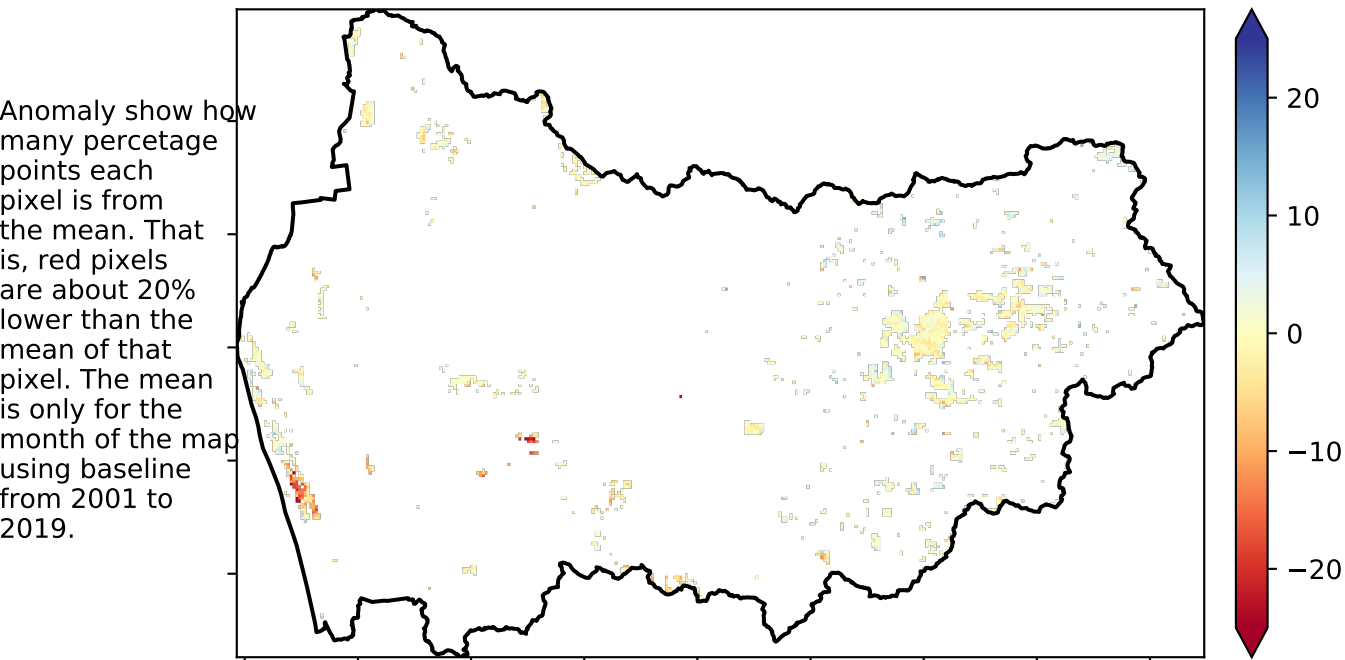 Anomaly show how
many percetage
points each
pixel is from
the mean. That
is, red pixels
are about 20%
lower than the
mean of that
pixel. The mean
is only for the
month of the map
using baseline
from 2001 to
2019.
20
10
0
−10
−20